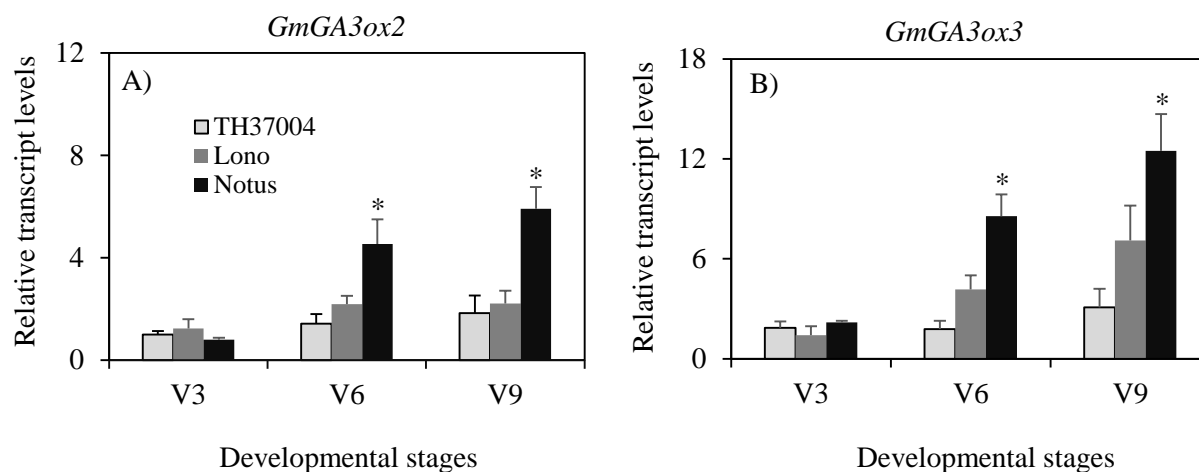 GmGA3ox2
Relative transcript levels
12
8
4
0
A)
TH37004
Lono
Notus
*
*
V3
V6
V9
Developmental stages
GmGA3ox3
Relative transcript levels
18
12
6
0
B)
*
*
V3
V6
V9
Developmental stages